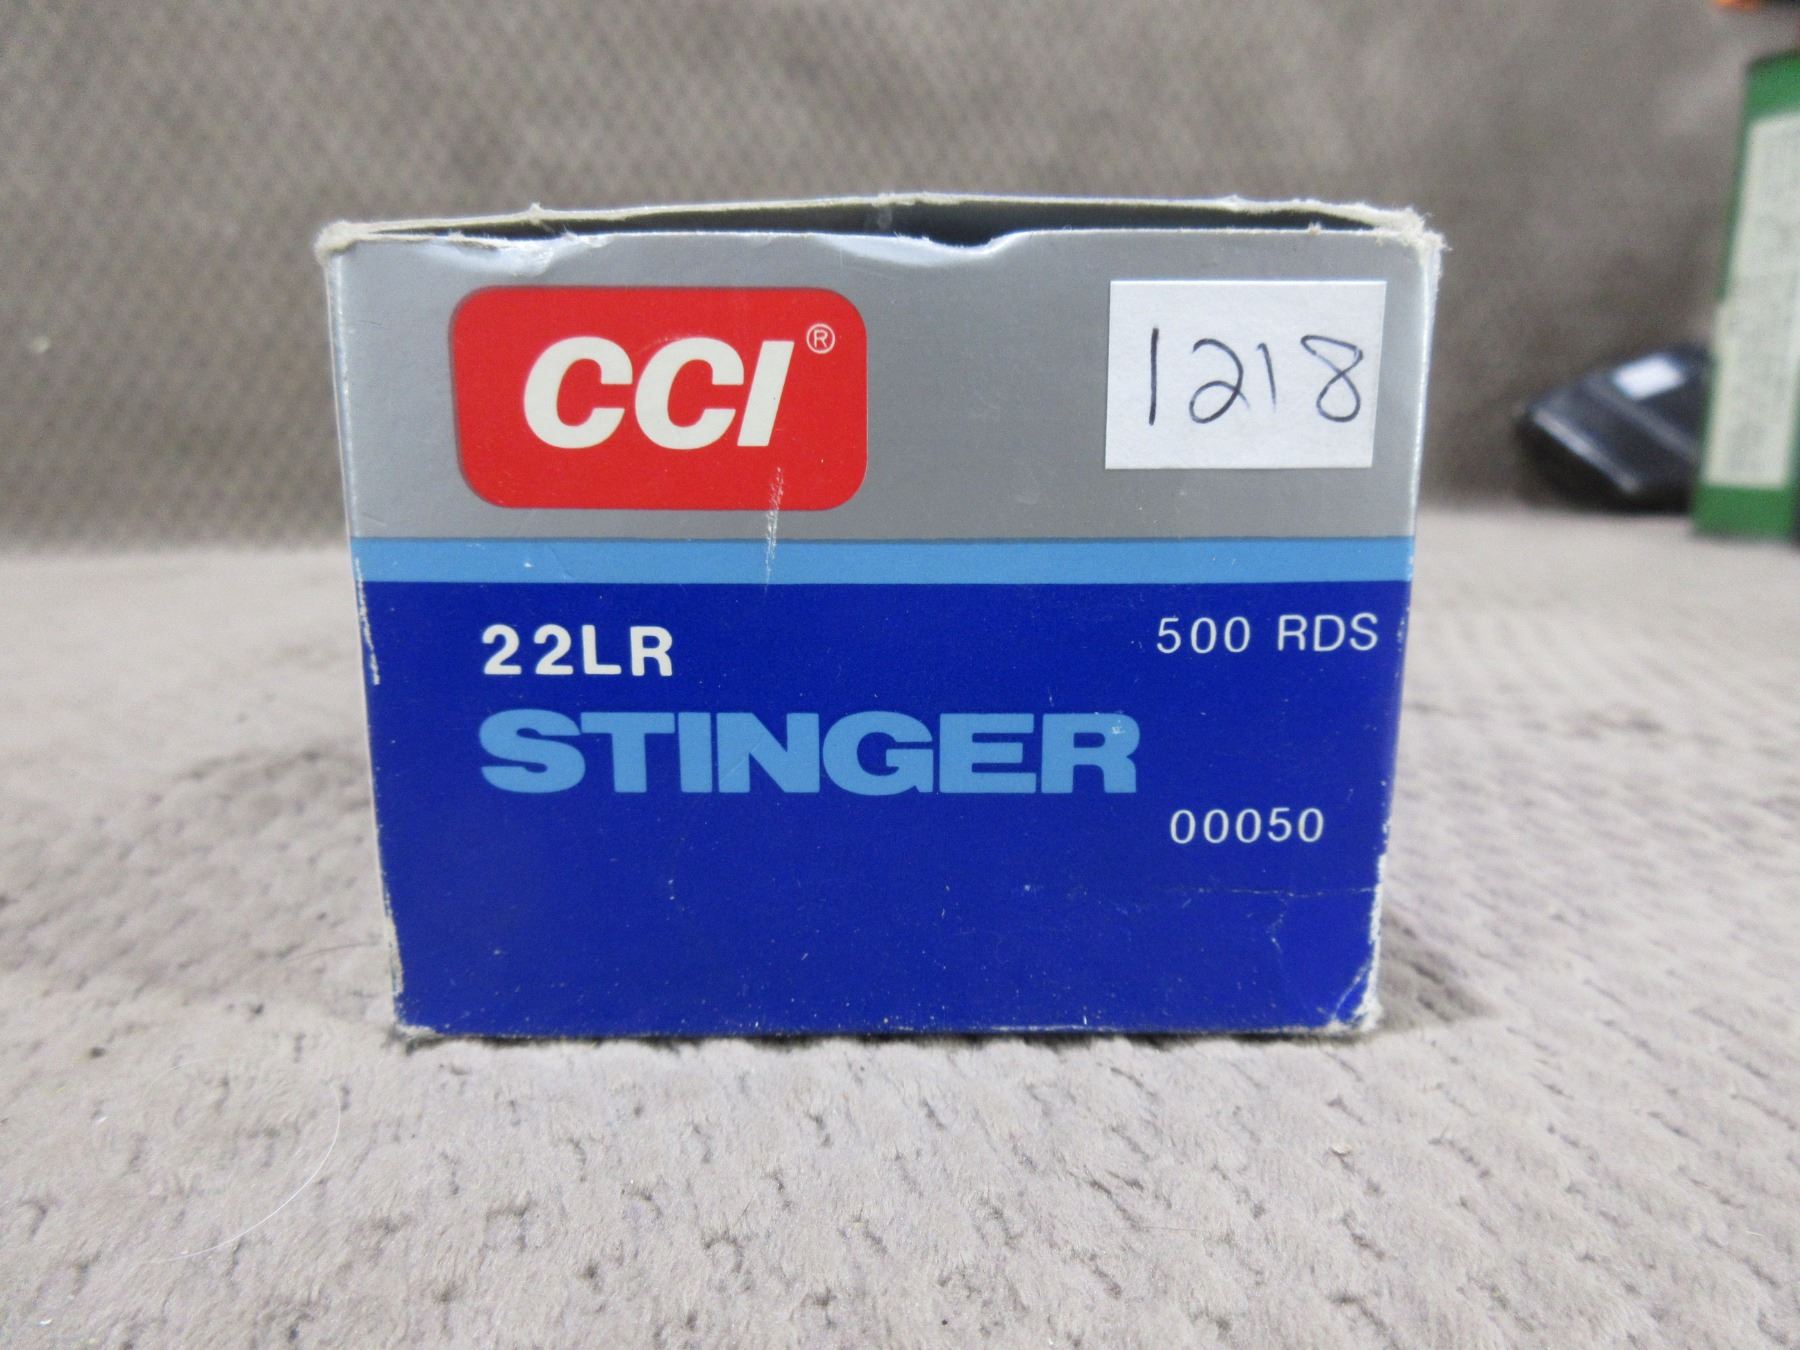 CCI®
1218
22LR
500 RDS
STINGER
00050